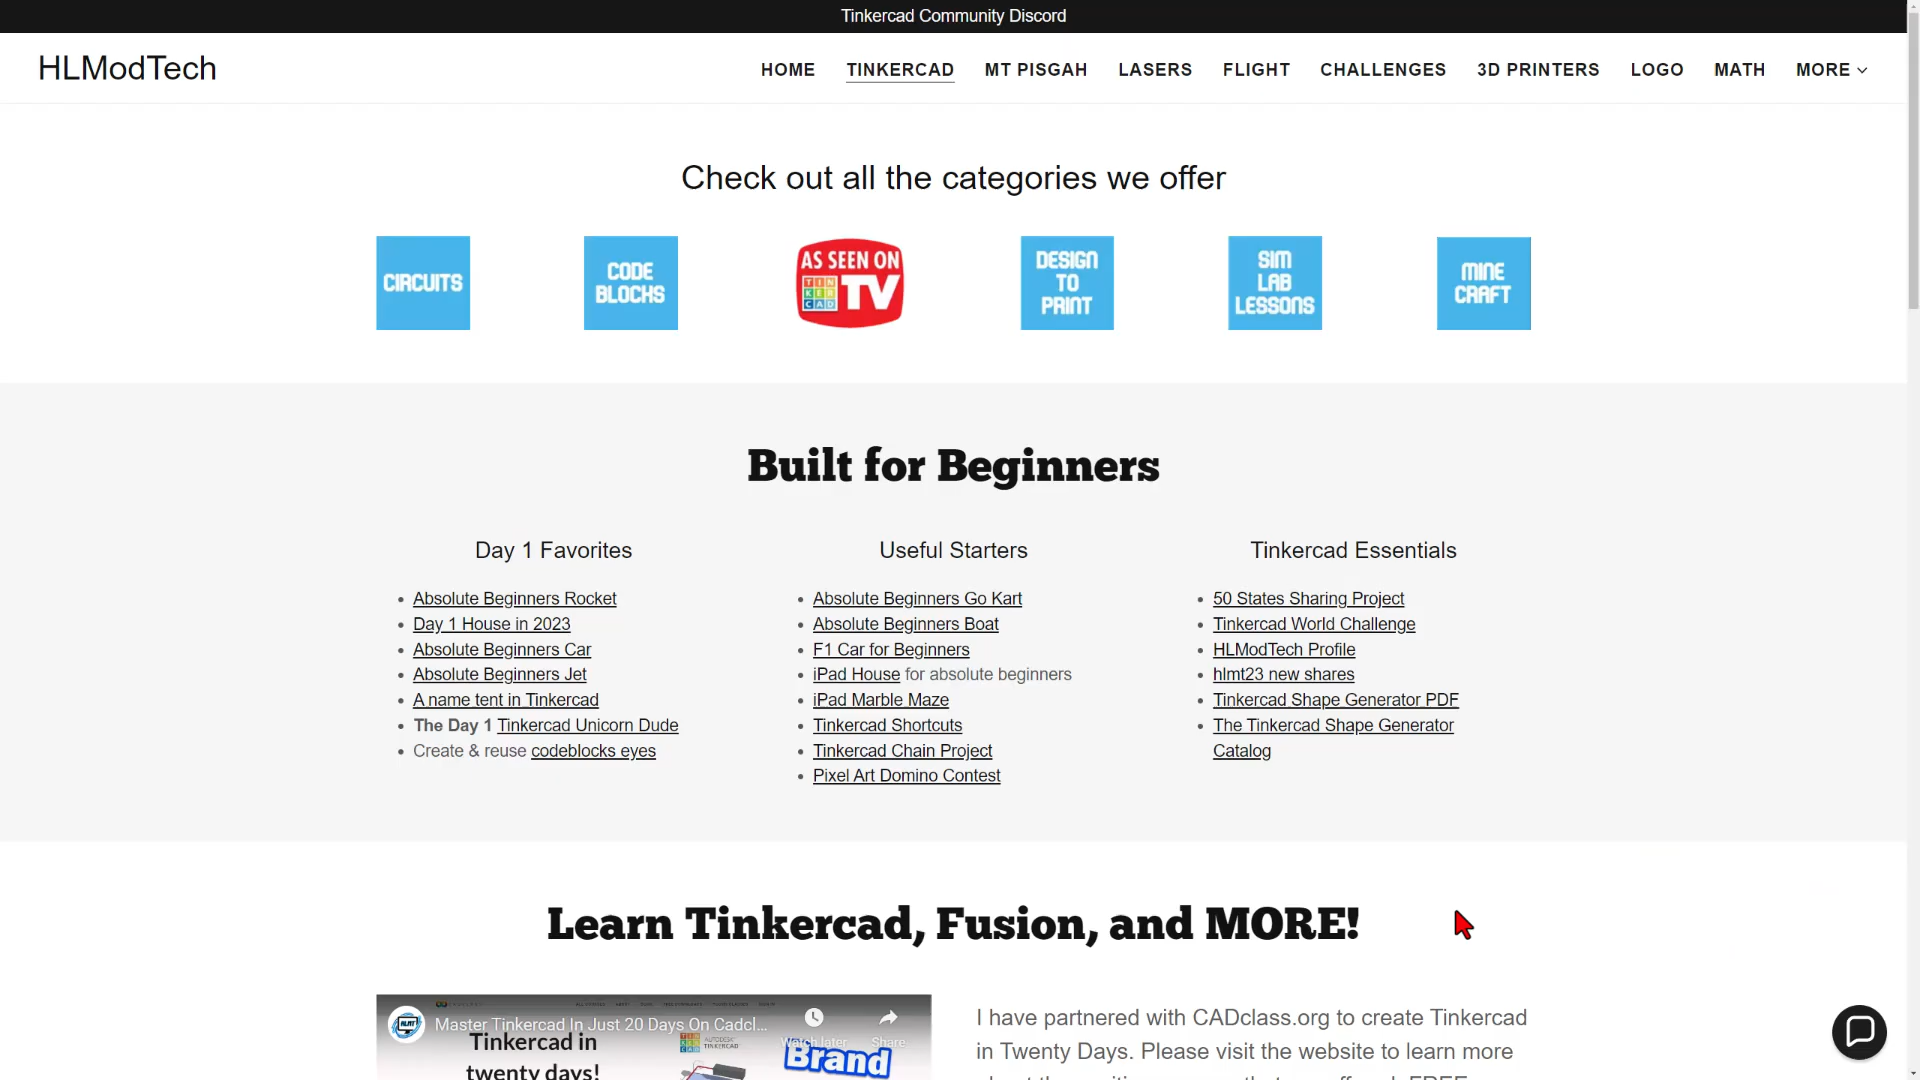 Tinkercad Community Discord
HLModTech
HOME TINKERCAD MT PISGAH LASERS FLIGHT CHALLENGES 3D PRINTERS LOGO MATH MORE
Check out all the categories we offer
CIRCUITS
CODE
BLOCKS
AS SEEN ON
TIN
KER
CAD
TV
DESIGN
TO
PRINT
SIM
LAB
LESSONS
MINE
CRAFT
Built for Beginners
Day 1 Favorites
Absolute Beginners Rocket
Day 1 House in 2023
Absolute Beginners Car
Absolute Beginners Jet
A name tent in Tinkercad
The Day 1 Tinkercad Unicorn Dude
Create & reuse codeblocks eyes
Useful Starters
Absolute Beginners Go Kart
Absolute Beginners Boat
F1 Car for Beginners
iPad House for absolute beginners
iPad Marble Maze
Tinkercad Shortcuts
Tinkercad Chain Project
Pixel Art Domino Contest
Tinkercad Essentials
50 States Sharing Project
Tinkercad World Challenge
HLModTech Profile
hlmt23 new shares
Tinkercad Shape Generator PDF
The Tinkercad Shape Generator
Catalog
Learn Tinkercad, Fusion, and MORE!
HLMT
Master Tinkercad In Just 20 Days On Cadcl...
Watch later
Share
Tinkercad in
twenty days!
AUTODESK
TINKERCAD
Brand
I have partnered with CADclass.org to create Tinkercad
in Twenty Days. Please visit the website to learn more